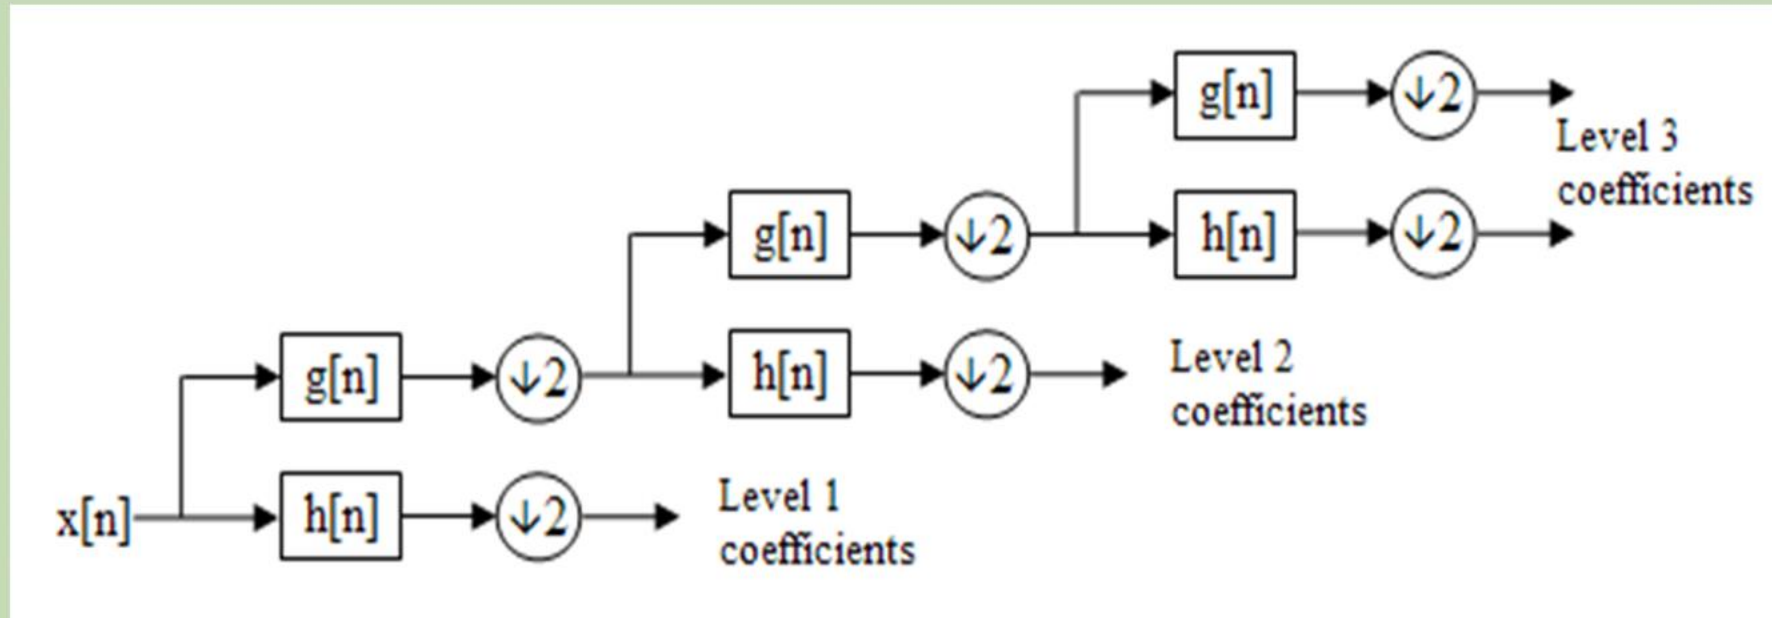 g[n]
↓2
Level 3
coefficients
g[n]
↓2
h[n]
↓2
g[n]
↓2
h[n]
↓2
Level 2
coefficients
x[n]
h[n]
↓2
Level 1
coefficients